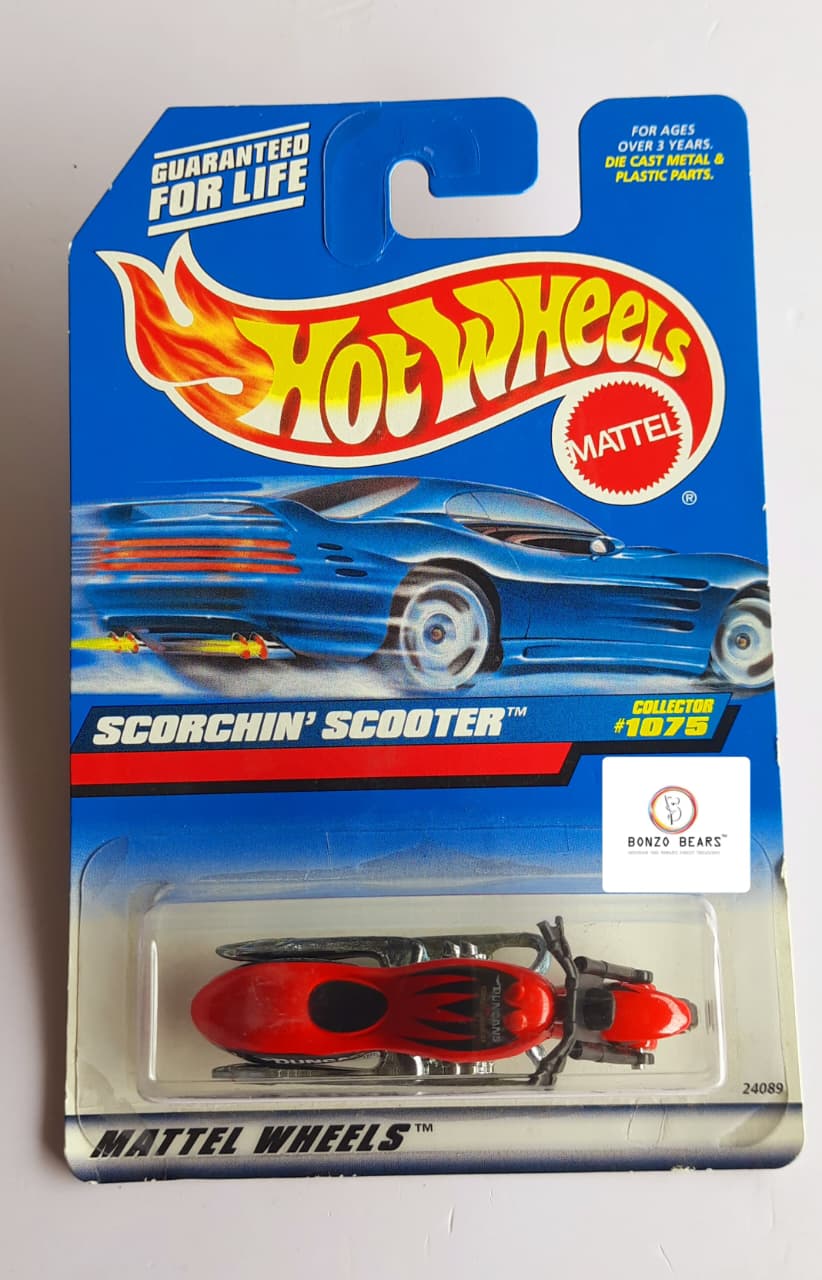 GUARANTEED
FOR LIFE
FOR AGES
OVER 3 YEARS.
DIE CAST METAL &
PLASTIC PARTS.
HOT WHEELS
MATTEL
®
SCORCHIN' SCOOTER™
COLLECTOR
#1075
BONZO BEARS™
24089
MATTEL WHEELS™